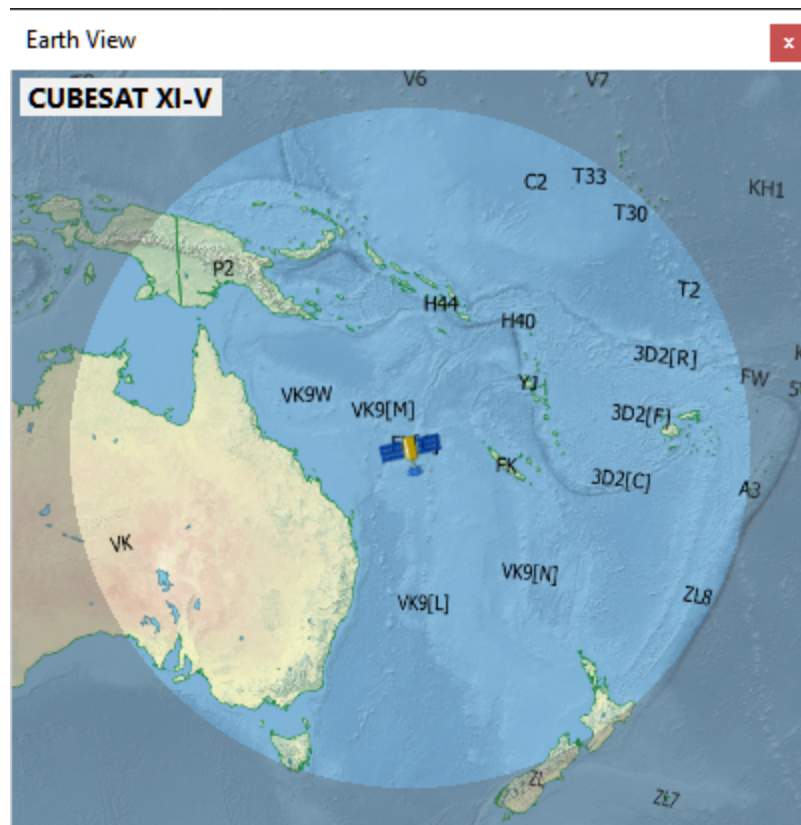 Earth View
x
V6
V7
CUBESAT XI-V
C2
T33
KH1
T30
P2
T2
H44
H40
3D2[R]
FW
YJ
VK9W
VK9[M]
3D2[F]
FK
3D2[C]
A3
VK
VK9[N]
VK9[L]
ZL8
ZL
ZL7